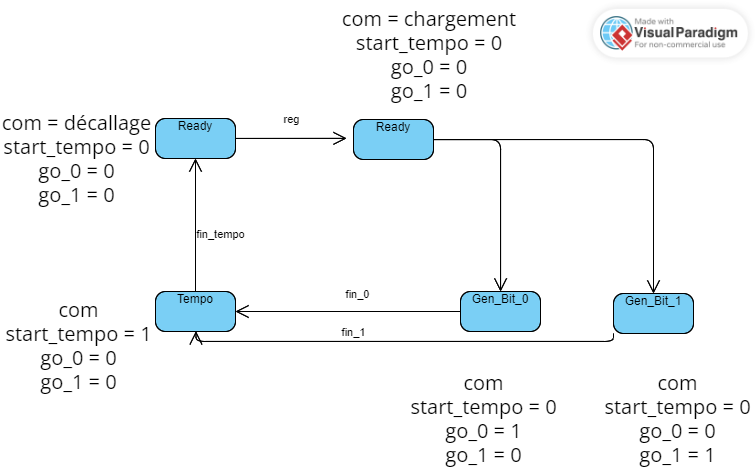 Made with
Visual Paradigm
For non-commercial use
com = chargement
start_tempo = 0
go_0 = 0
go_1 = 0
com = décallage
start_tempo = 0
go_0 = 0
go_1 = 0
Ready
reg
Ready
fin_tempo
com
start_tempo = 1
go_0 = 0
go_1 = 0
Tempo
fin_0
fin_1
Gen_Bit_0
Gen_Bit_1
com
start_tempo = 0
go_0 = 1
go_1 = 0
com
start_tempo = 0
go_0 = 0
go_1 = 1